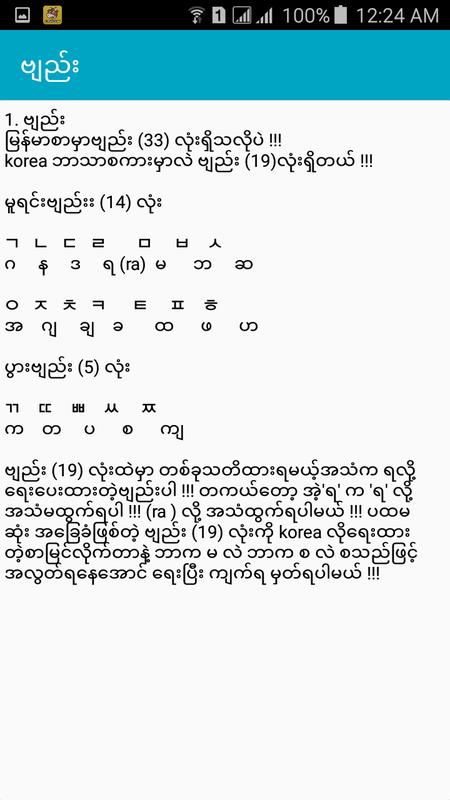 100% 12:24 AM
ဗျည်း
1. ဗျည်း
မြန်မာစာမှာဗျည်း (33) လုံးရှိသလိုပဲ !!!
korea ဘာသာစကားမှာလဲ ဗျည်း (19)လုံးရှိတယ် !!!
မူရင်းဗျည်းး (14) လုံး
ㄱ ㄴ ㄷ ㄹ ㅁ ㅂ ㅅ
ဂ န ဒ ရ (ra) မ ဘ ဆ
ㅇ ㅈ ㅊ ㅋ ㅌ ㅍ ㅎ
အ ဂျ ချ ခ ထ ဖ ဟ
ပွားဗျည်း (5) လုံး
ㄲ ㄸ ㅃ ㅆ ㅉ
က တ ပ စ ကျ
ဗျည်း (19) လုံးထဲမှာ တစ်ခုသတိထားရမယ့်အသံက ရလို့
ရေးပေးထားတဲ့ဗျည်းပါ !!! တကယ်တော့ အဲ့'ရ' က 'ရ' လို့
အသံမထွက်ရပါ !!! (ra ) လို့ အသံထွက်ရပါမယ် !!! ပထမ
ဆုံး အခြေခံဖြစ်တဲ့ ဗျည်း (19) လုံးကို korea လိုရေးထား
တဲ့စာမြင်လိုက်တာနဲ့ ဘာက မ လဲ ဘာက စ လဲ စသည်ဖြင့်
အလွတ်ရနေအောင် ရေးပြီး ကျက်ရ မှတ်ရပါမယ် !!!